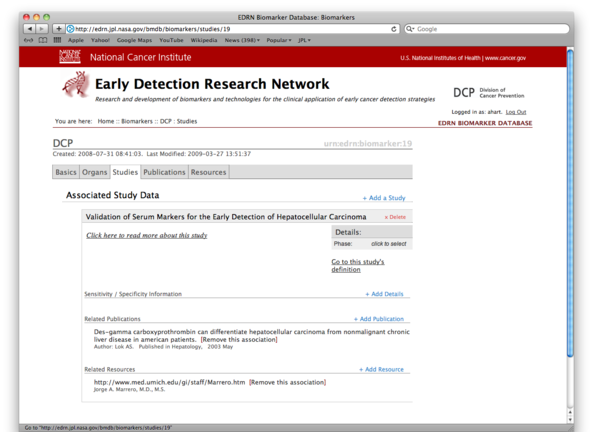 EDRN Biomarker Database: Biomarkers
http://edrn.jpl.nasa.gov/bmdb/biomarkers/studies/19
Google
Apple Yahoo! Google Maps YouTube Wikipedia News (398) Popular JPL
NATIONAL CANCER INSTITUTE
National Cancer Institute
U.S. National Institutes of Health | www.cancer.gov
Early Detection Research Network
Research and development of biomarkers and technologies for the clinical application of early cancer detection strategies
DCP Division of
Cancer Prevention
Logged in as: ahart. Log Out
You are here: Home :: Biomarkers :: DCP : Studies
EDRN BIOMARKER DATABASE
DCP
urn:edrn:biomarker:19
Created: 2008-07-31 08:41:03. Last Modified: 2009-03-27 13:51:37
Basics Organs Studies Publications Resources
Associated Study Data
+ Add a Study
Validation of Serum Markers for the Early Detection of Hepatocellular Carcinoma x Delete
Click here to read more about this study
Details:
Phase: click to select
Go to this study's
definition
Sensitivity / Specificity Information
+ Add Details
Related Publications
+ Add Publication
Des-gamma carboxyprothrombin can differentiate hepatocellular carcinoma from nonmalignant chronic
liver disease in american patients. [Remove this association]
Author: Lok AS. Published in Hepatology, 2003 May
Related Resources
+ Add Resource
http://www.med.umich.edu/gi/staff/Marrero.htm [Remove this association]
Jorge A. Marrero, M.D., M.S.
Go to "http://edrn.jpl.nasa.gov/bmdb/biomarkers/studies/19"